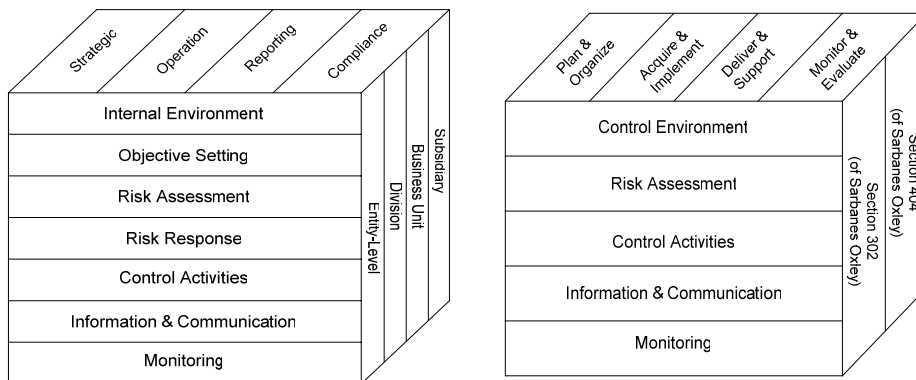 Strategic
Operation
Reporting
Compliance
Internal Environment
Objective Setting
Risk Assessment
Risk Response
Control Activities
Information & Communication
Monitoring
Entity-Level
Division
Business Unit
Subsidiary
Plan &
Organize
Acquire &
Implement
Deliver &
Support
Monitor &
Evaluate
Control Environment
Risk Assessment
Control Activities
Information & Communication
Monitoring
Section 302
(of Sarbanes Oxley)
Section 404
(of Sarbanes Oxley)